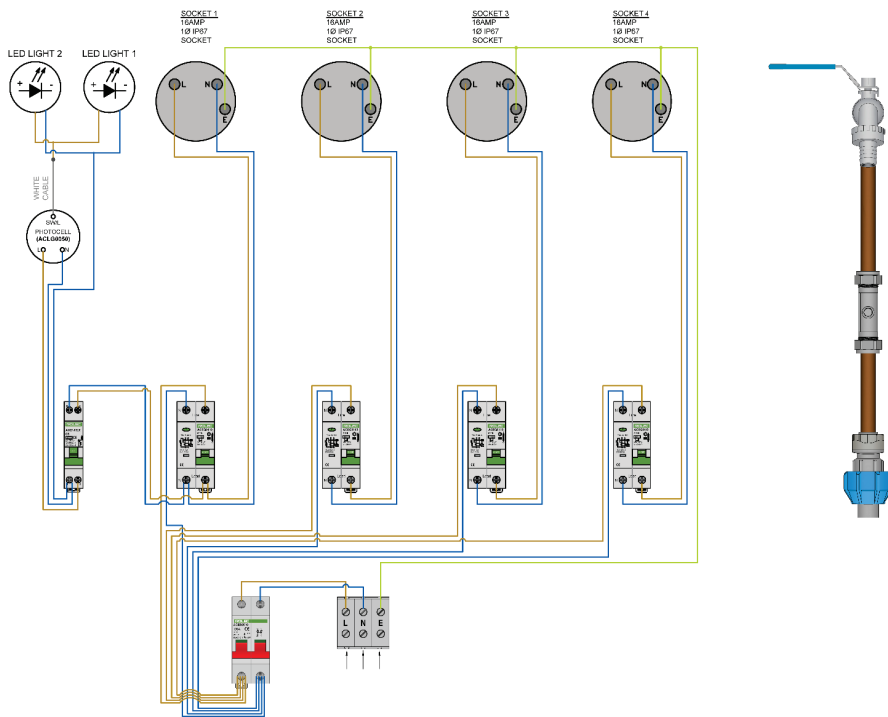 SOCKET 1
16AMP
1Ø IP67
SOCKET
SOCKET 2
16AMP
1Ø IP67
SOCKET
SOCKET 3
16AMP
1Ø IP67
SOCKET
SOCKET 4
16AMP
1Ø IP67
SOCKET
LED LIGHT 2
LED LIGHT 1
+ -
+ -
L N
E
L N
E
L N
E
L N
E
WHITE
CABLE
SW/L
PHOTOCELL
(ACLG0050)
L N
L N E